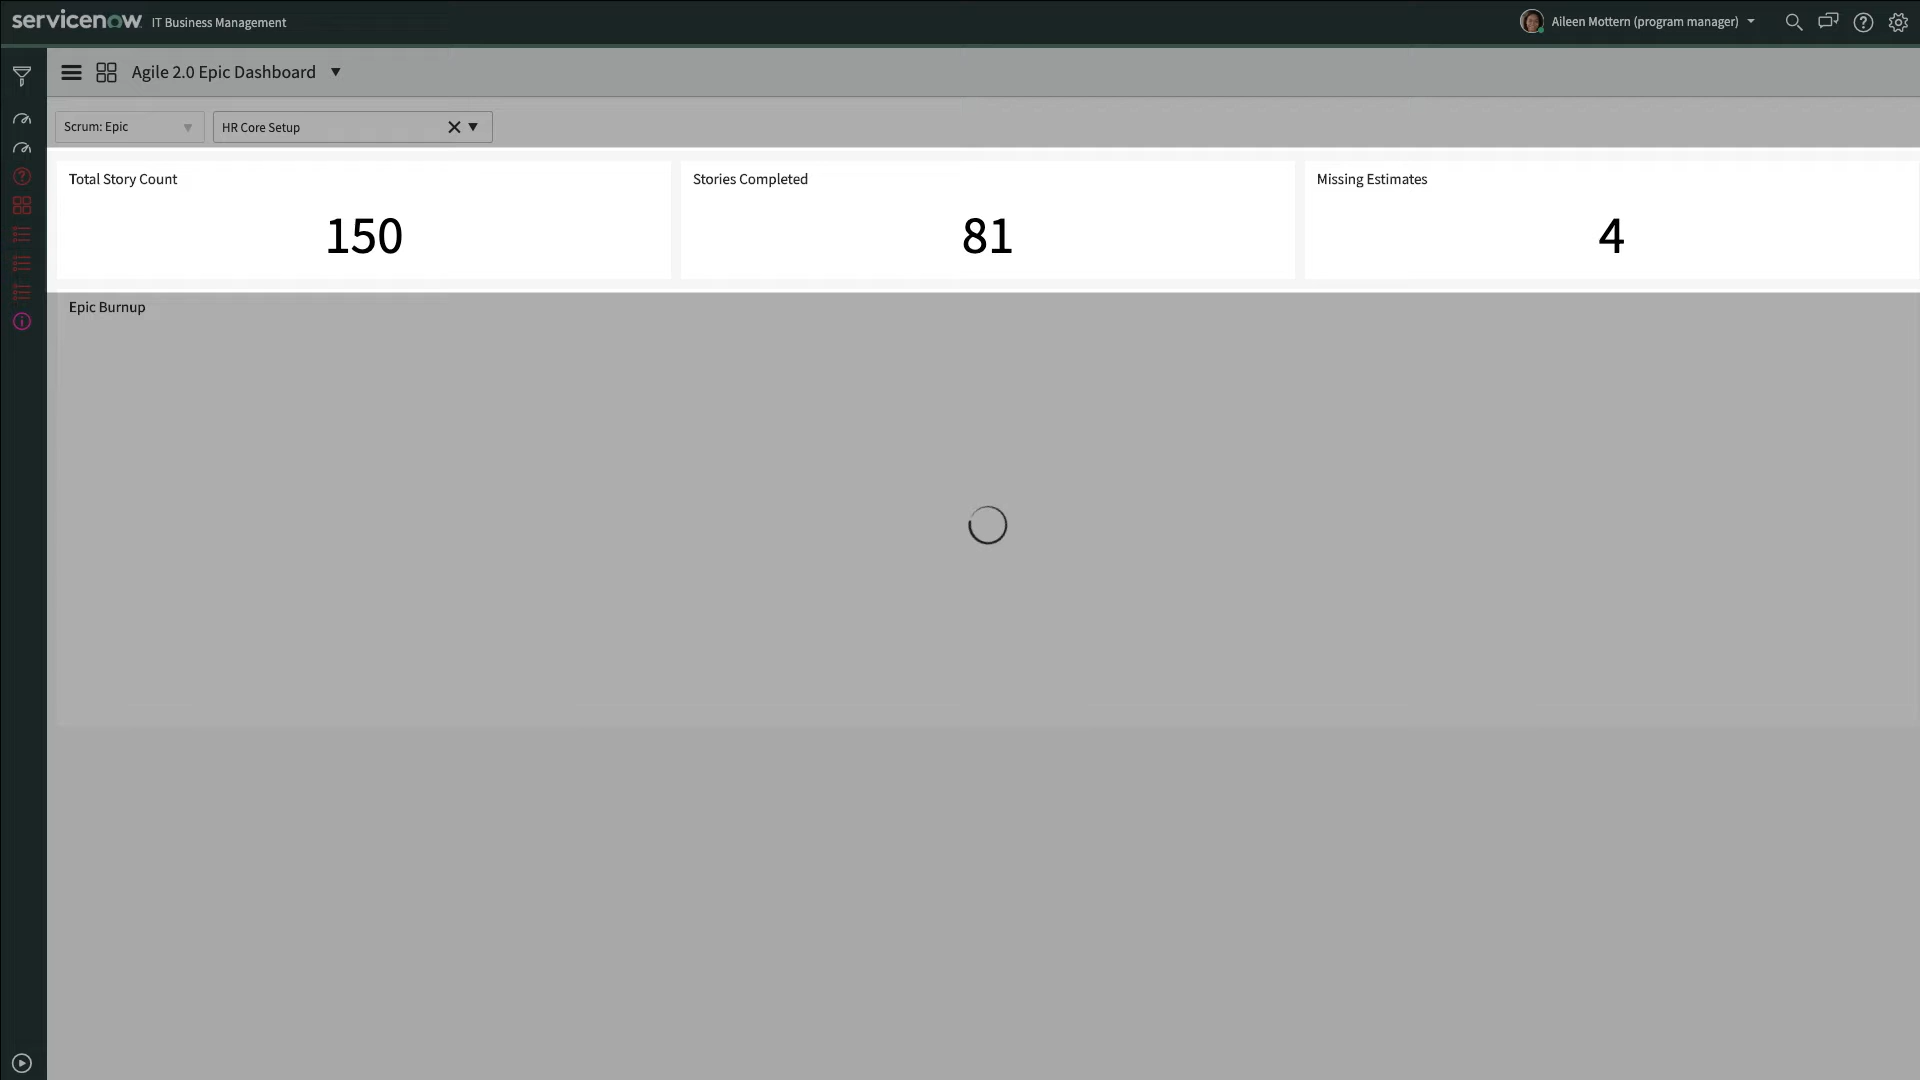 servicenow IT Business Management
Aileen Mottern (program manager)
Agile 2.0 Epic Dashboard
Scrum: Epic
HR Core Setup
Total Story Count
150
Stories Completed
81
Missing Estimates
4
Epic Burnup